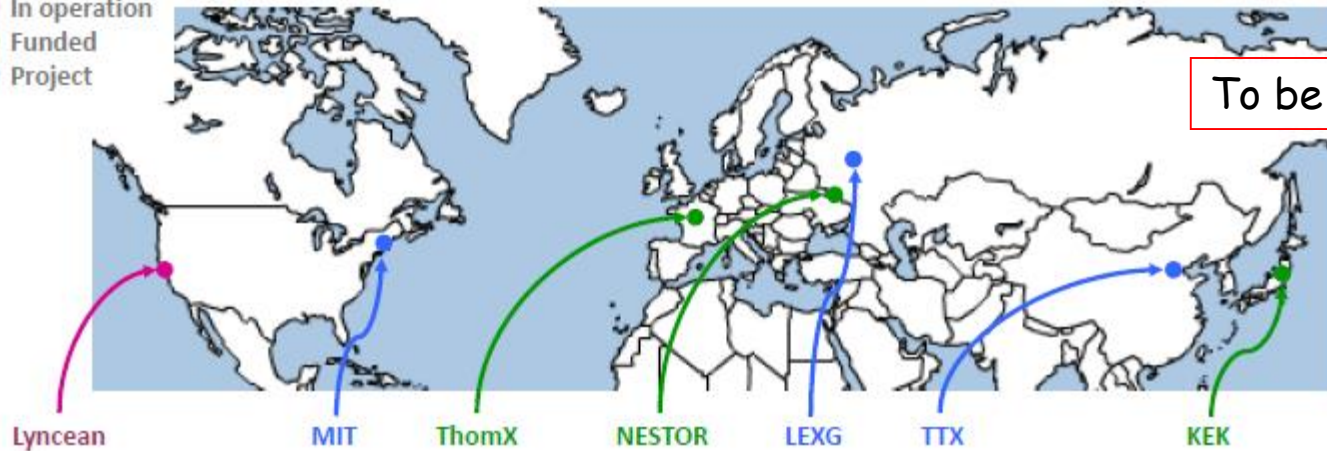 In operation
Funded
Project
To be
Lyncean MIT ThomX NESTOR LEXG TTX KEK